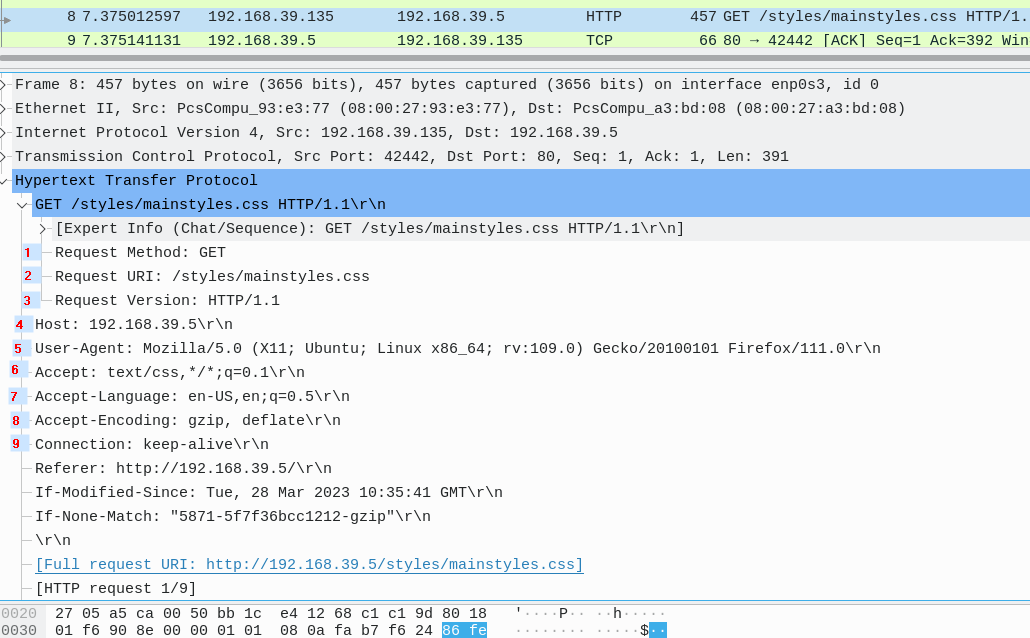 8 7.375012597 192.168.39.135 192.168.39.5 HTTP 457 GET /styles/mainstyles.css HTTP/1.
9 7.375141131 192.168.39.5 192.168.39.135 TCP 66 80 → 42442 [ACK] Seq=1 Ack=392 Win
Frame 8: 457 bytes on wire (3656 bits), 457 bytes captured (3656 bits) on interface enp0s3, id 0
Ethernet II, Src: PcsCompu_93:e3:77 (08:00:27:93:e3:77), Dst: PcsCompu_a3:bd:08 (08:00:27:a3:bd:08)
Internet Protocol Version 4, Src: 192.168.39.135, Dst: 192.168.39.5
Transmission Control Protocol, Src Port: 42442, Dst Port: 80, Seq: 1, Ack: 1, Len: 391
Hypertext Transfer Protocol
GET /styles/mainstyles.css HTTP/1.1\r\n
[Expert Info (Chat/Sequence): GET /styles/mainstyles.css HTTP/1.1\r\n]
1 Request Method: GET
2 Request URI: /styles/mainstyles.css
3 Request Version: HTTP/1.1
4 Host: 192.168.39.5\r\n
5 User-Agent: Mozilla/5.0 (X11; Ubuntu; Linux x86_64; rv:109.0) Gecko/20100101 Firefox/111.0\r\n
6 Accept: text/css,*/*;q=0.1\r\n
7 Accept-Language: en-US,en;q=0.5\r\n
8 Accept-Encoding: gzip, deflate\r\n
9 Connection: keep-alive\r\n
Referer: http://192.168.39.5/\r\n
If-Modified-Since: Tue, 28 Mar 2023 10:35:41 GMT\r\n
If-None-Match: "5871-5f7f36bcc1212-gzip"\r\n
\r\n
[Full request URI: http://192.168.39.5/styles/mainstyles.css]
[HTTP request 1/9]
0020 27 05 a5 ca 00 50 bb 1c e4 12 68 c1 c1 9d 80 18 '····P·· ··h·····
0030 01 f6 90 8e 00 00 01 01 08 0a fa b7 f6 24 86 fe ········ ·····$··